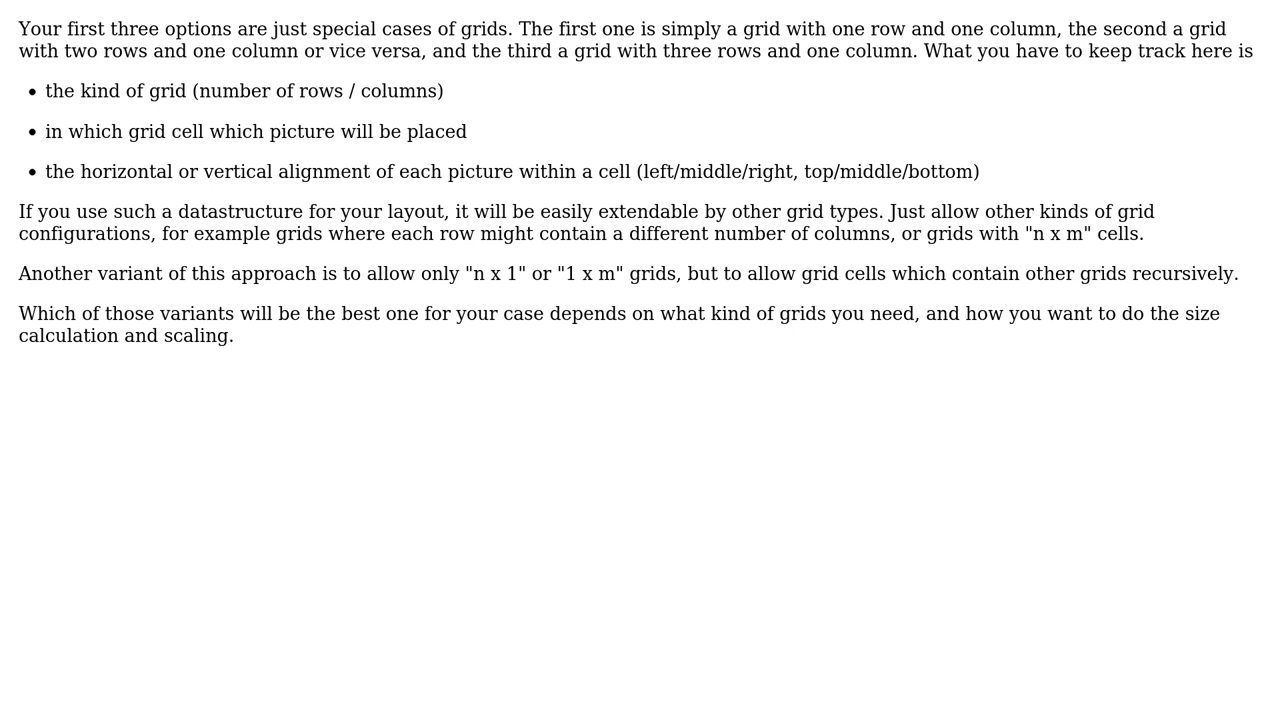 Your first three options are just special cases of grids. The first one is simply a grid with one row and one column, the second a grid
with two rows and one column or vice versa, and the third a grid with three rows and one column. What you have to keep track here is
• the kind of grid (number of rows / columns)
• in which grid cell which picture will be placed
• the horizontal or vertical alignment of each picture within a cell (left/middle/right, top/middle/bottom)
If you use such a datastructure for your layout, it will be easily extendable by other grid types. Just allow other kinds of grid
configurations, for example grids where each row might contain a different number of columns, or grids with "n x m" cells.
Another variant of this approach is to allow only "n x 1" or "1 x m" grids, but to allow grid cells which contain other grids recursively.
Which of those variants will be the best one for your case depends on what kind of grids you need, and how you want to do the size
calculation and scaling.